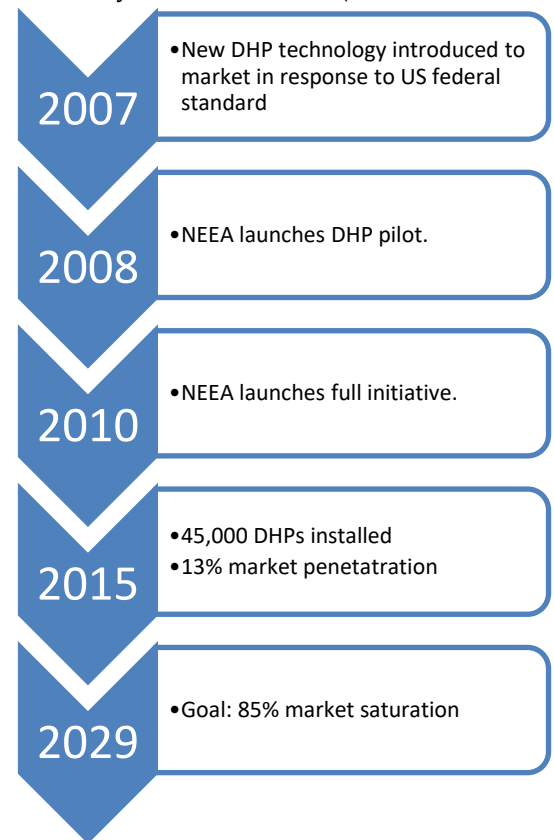 2007
•New DHP technology introduced to
market in response to US federal
standard
2008
•NEEA launches DHP pilot.
2010
•NEEA launches full initiative.
2015
•45,000 DHPs installed
•13% market penetatration
2029
•Goal: 85% market saturation